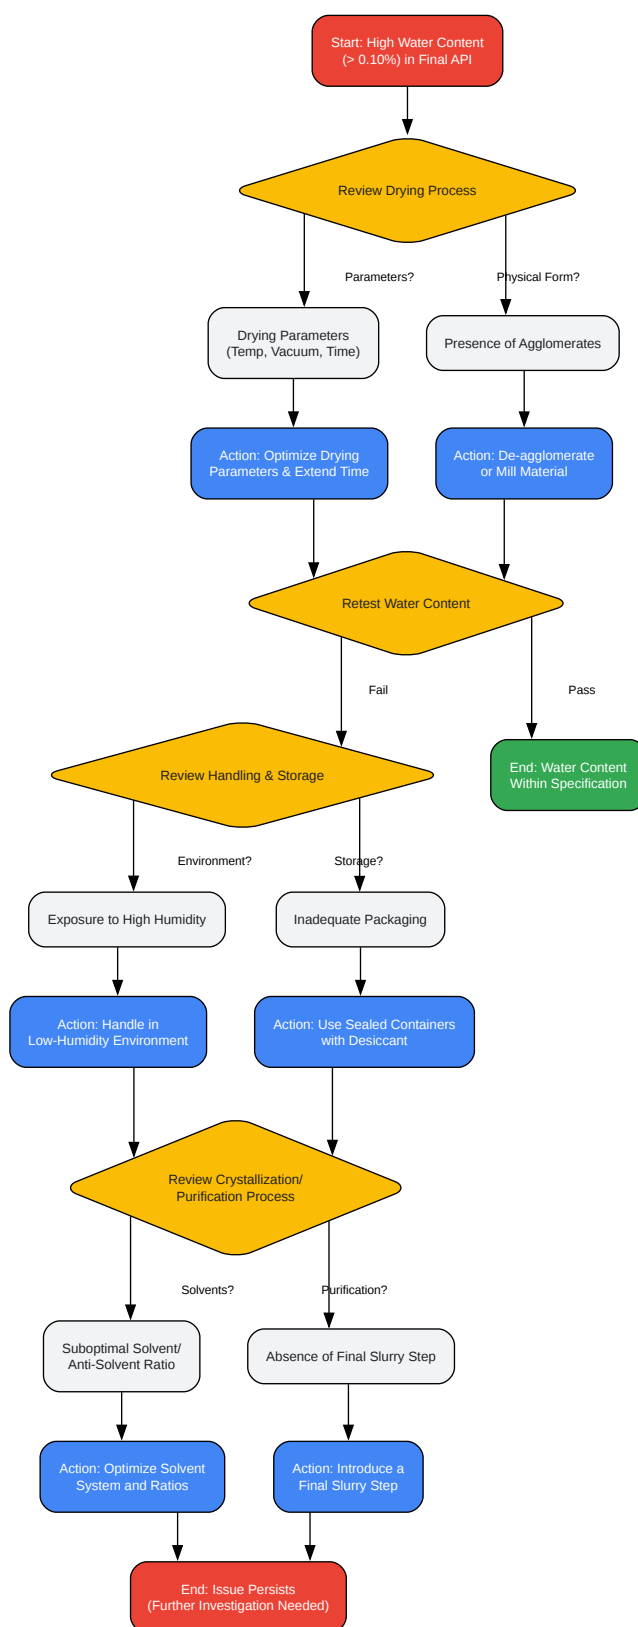 Start: High Water Content
(> 0.10%) in Final API
Review Drying Process
Parameters?
Physical Form?
Drying Parameters
(Temp, Vacuum, Time)
Presence of Agglomerates
Action: Optimize Drying
Parameters & Extend Time
Action: De-agglomerate
or Mill Material
Retest Water Content
Fail
Pass
Review Handling & Storage
End: Water Content
Within Specification
Environment?
Storage?
Exposure to High Humidity
Inadequate Packaging
Action: Handle in
Low-Humidity Environment
Action: Use Sealed Containers
with Desiccant
Review Crystallization/
Purification Process
Solvents?
Purification?
Suboptimal Solvent/
Anti-Solvent Ratio
Absence of Final Slurry Step
Action: Optimize Solvent
System and Ratios
Action: Introduce a
Final Slurry Step
End: Issue Persists
(Further Investigation Needed)